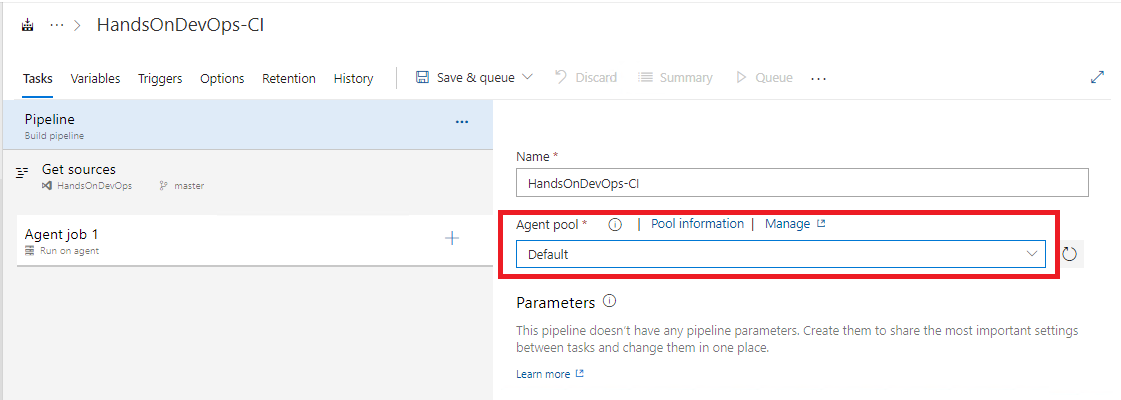 ··· > HandsOnDevOps-CI
Tasks Variables Triggers Options Retention History Save & queue Discard Summary Queue ···
Pipeline ···
Build pipeline
Get sources
HandsOnDevOps master
Agent job 1 +
Run on agent
Name *
HandsOnDevOps-CI
Agent pool * | Pool information | Manage
Default
Parameters
This pipeline doesn't have any pipeline parameters. Create them to share the most important settings
between tasks and change them in one place.
Learn more